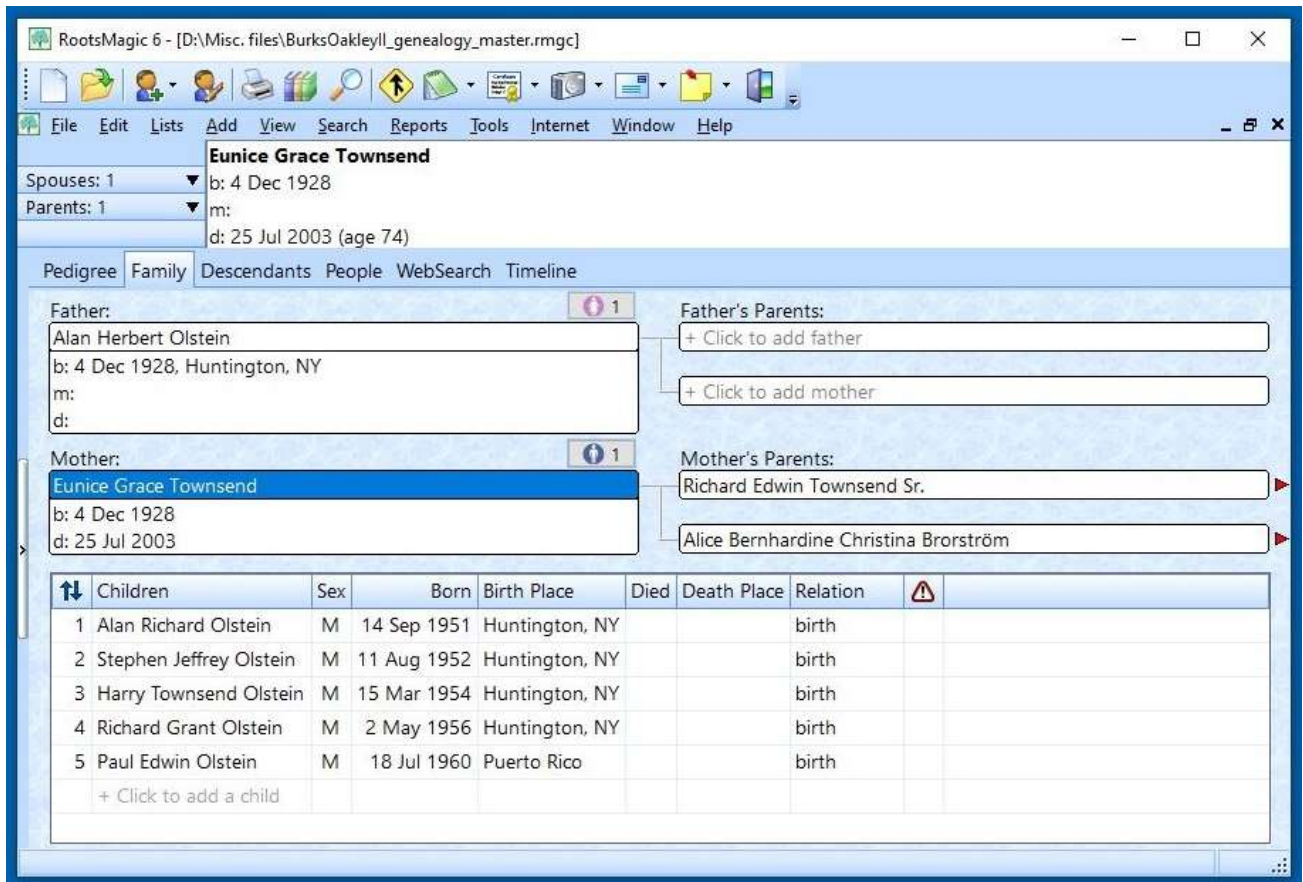 RootsMagic 6 - [D:\Misc. files\BurksOakleyII_genealogy_master.rmgc]
File Edit Lists Add View Search Reports Tools Internet Window Help
Eunice Grace Townsend
Spouses: 1
b: 4 Dec 1928
Parents: 1
m:
d: 25 Jul 2003 (age 74)
Pedigree Family Descendants People WebSearch Timeline
Father: 1 Father's Parents:
Alan Herbert Olstein + Click to add father
b: 4 Dec 1928, Huntington, NY
m: + Click to add mother
d:
Mother: 1 Mother's Parents:
Eunice Grace Townsend Richard Edwin Townsend Sr.
b: 4 Dec 1928
d: 25 Jul 2003 Alice Bernhardine Christina Brorström
Children Sex Born Birth Place Died Death Place Relation
1 Alan Richard Olstein M 14 Sep 1951 Huntington, NY birth
2 Stephen Jeffrey Olstein M 11 Aug 1952 Huntington, NY birth
3 Harry Townsend Olstein M 15 Mar 1954 Huntington, NY birth
4 Richard Grant Olstein M 2 May 1956 Huntington, NY birth
5 Paul Edwin Olstein M 18 Jul 1960 Puerto Rico birth
+ Click to add a child